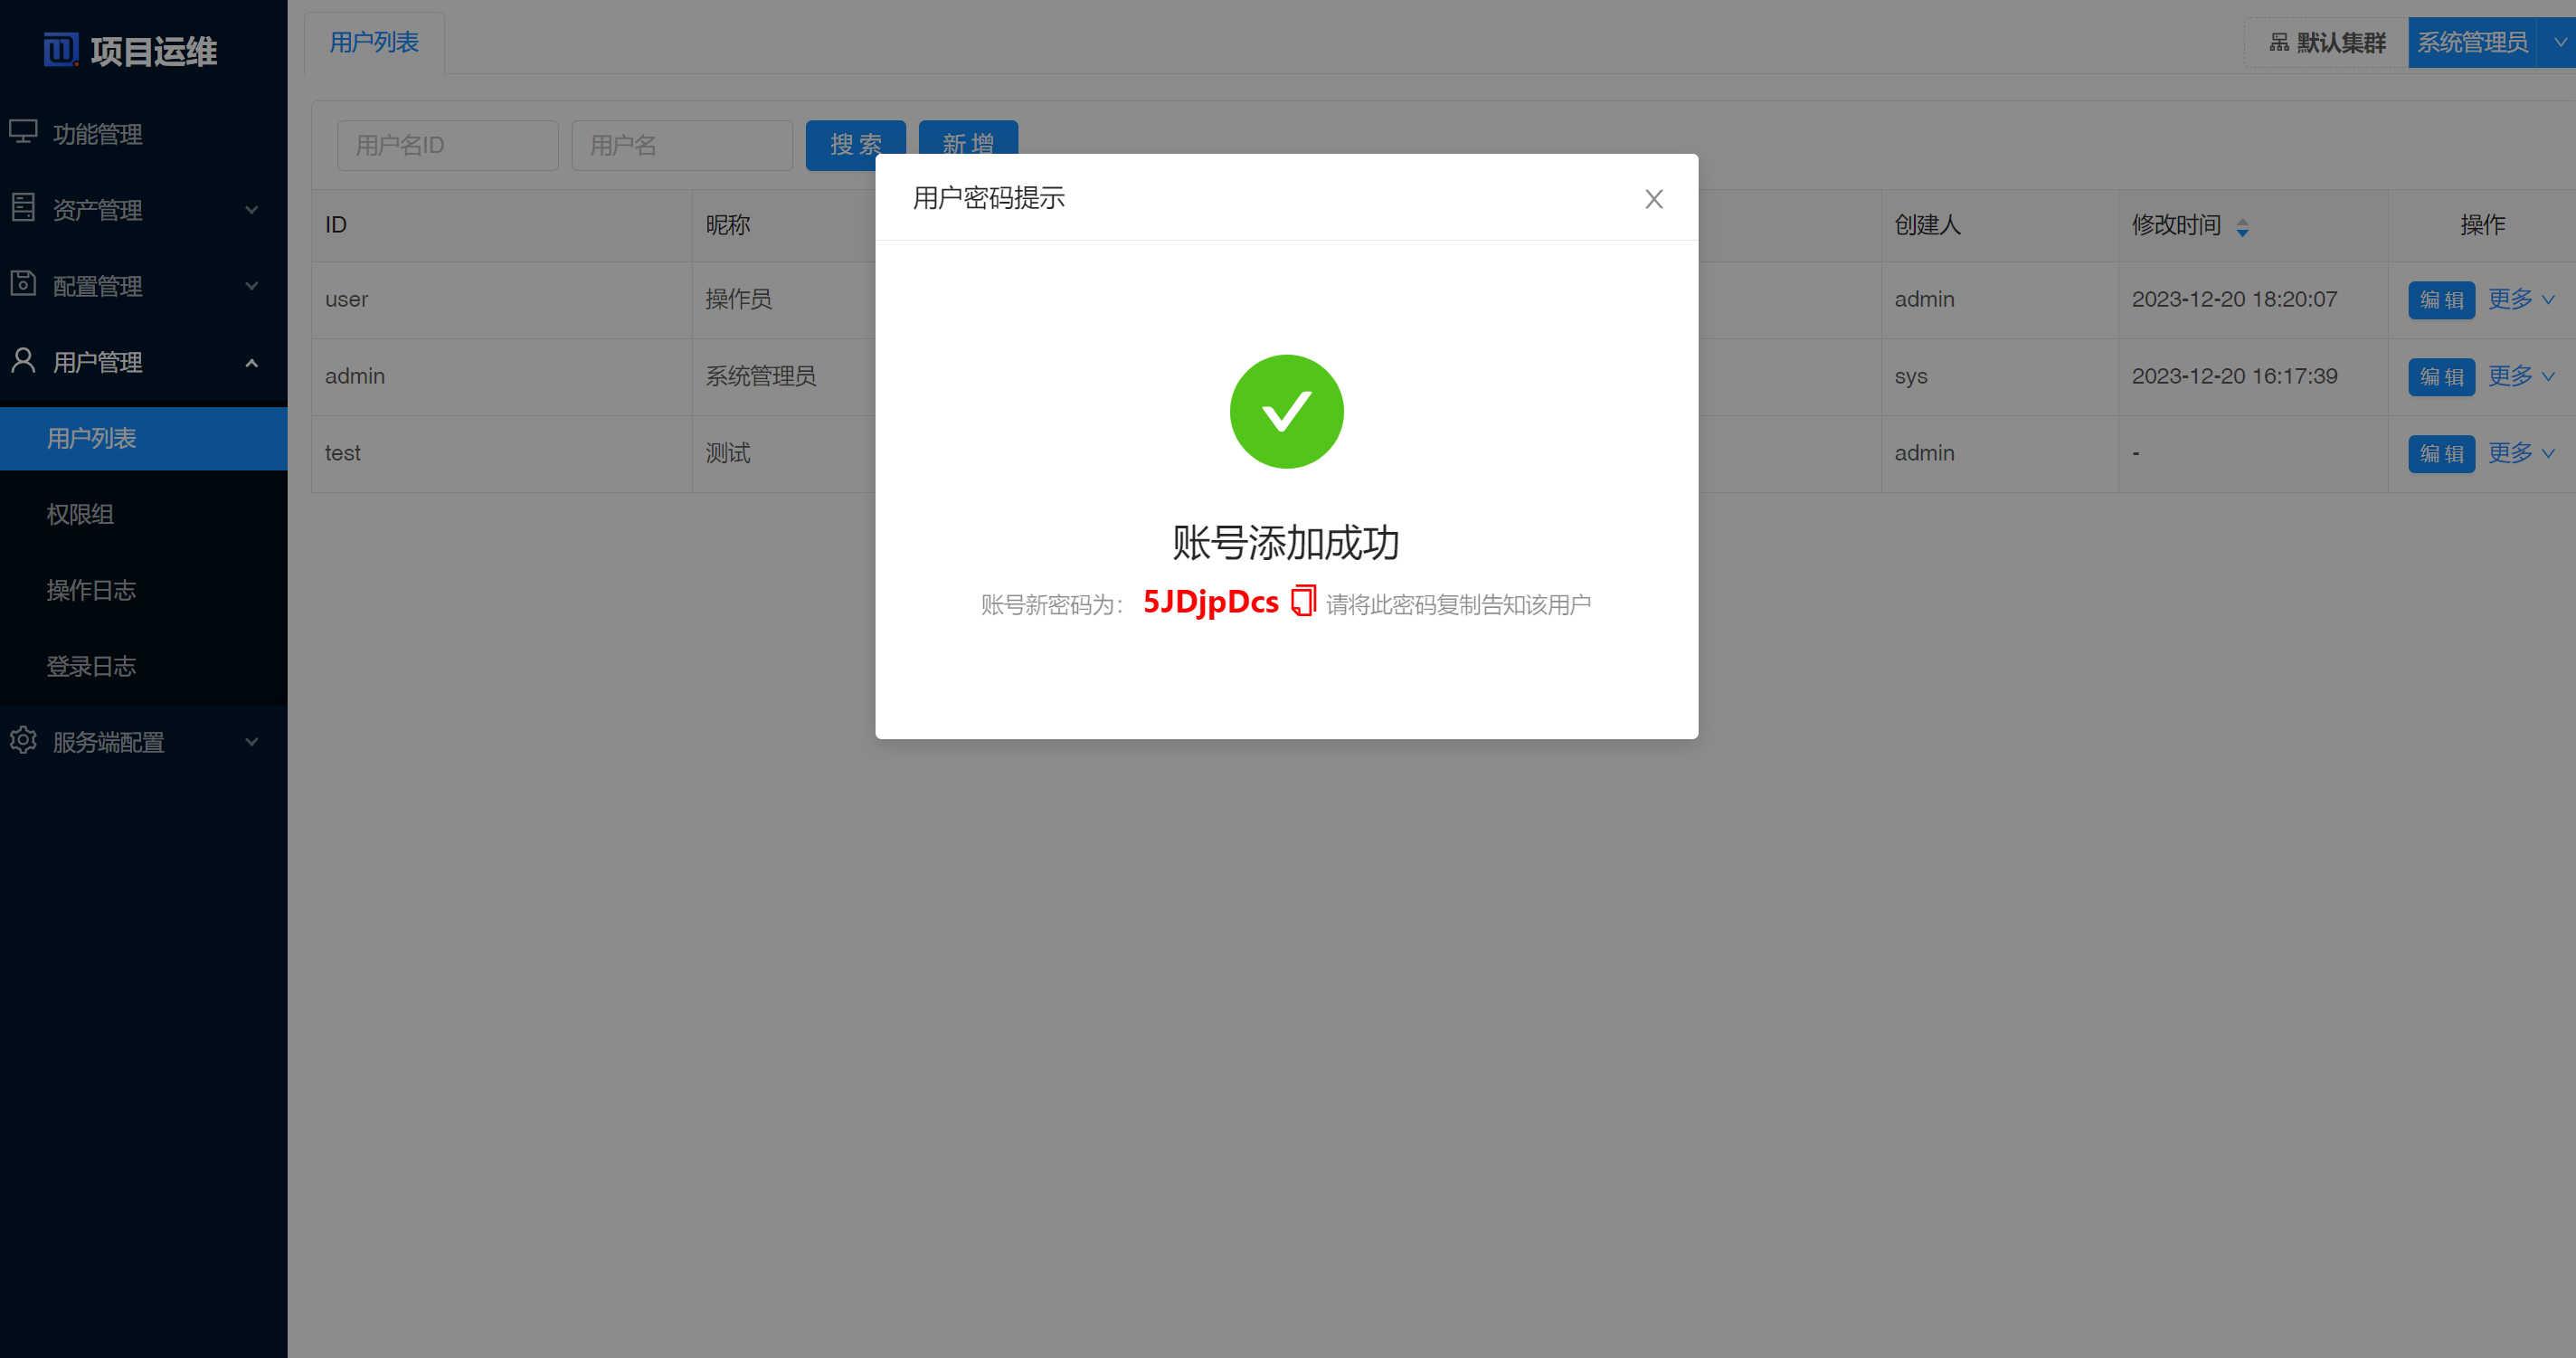 项目运维
功能管理
资产管理
配置管理
用户管理
用户列表
权限组
操作日志
登录日志
服务端配置
用户列表
默认集群 系统管理员
用户名ID 用户名 搜 索 新 增
ID 昵称 创建人 修改时间 操作
user 操作员 admin 2023-12-20 18:20:07 编 辑 更多
admin 系统管理员 sys 2023-12-20 16:17:39 编 辑 更多
test 测试 admin - 编 辑 更多
用户密码提示
账号添加成功
账号新密码为： 5JDjpDcs 请将此密码复制告知该用户